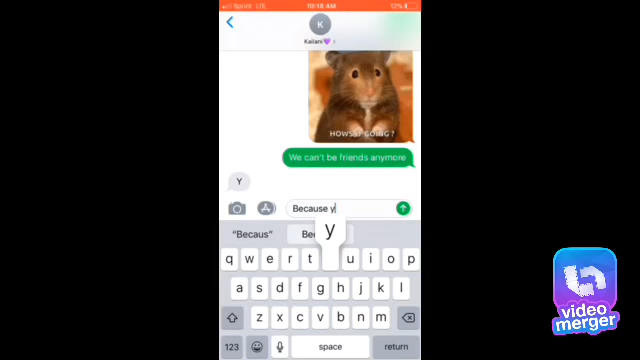 Sprint LTE 10:18 AM 12%
K
Kailani💜 >
HOWS IT GOING ?
We can't be friends anymore
Y
Because y
"Becaus"
y
q w e r t u i o p
a s d f g h j k l
z x c v b n m
123 space return
video
merger